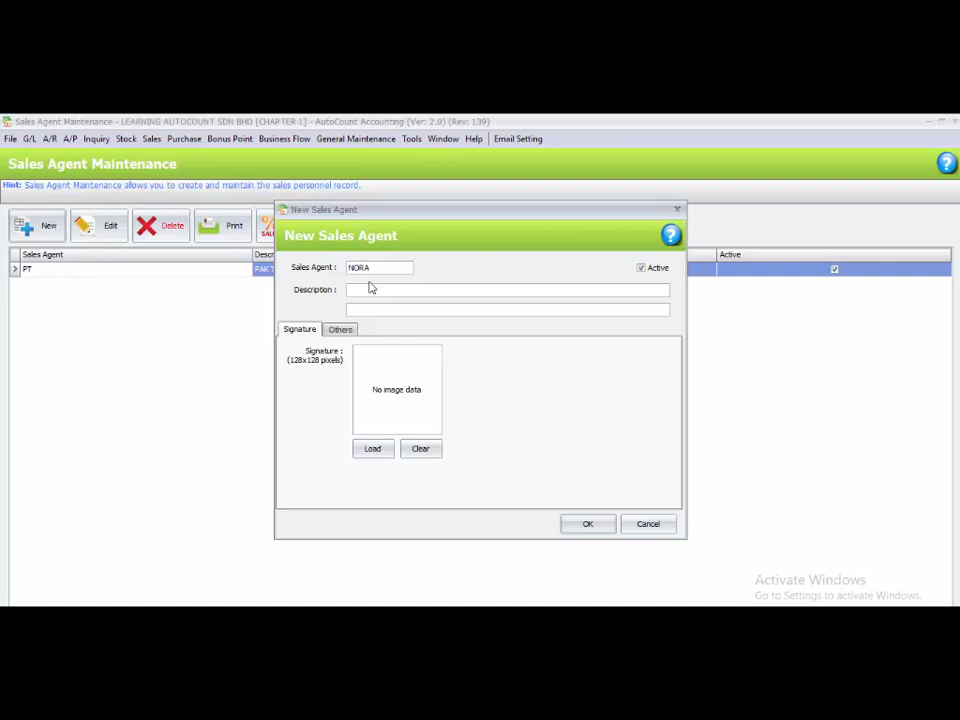 Sales Agent Maintenance - LEARNING AUTOCOUNT SDN BHD [CHAPTER-1] - AutoCount Accounting (Ver: 2.0) (Rev: 139)
File G/L A/R A/P Inquiry Stock Sales Purchase Bonus Point Business Flow General Maintenance Tools Window Help Email Setting
Sales Agent Maintenance
Hint: Sales Agent Maintenance allows you to create and maintain the sales personnel record.
New Edit Delete Print
Sales Agent Active
PT
New Sales Agent
New Sales Agent
Sales Agent : NORA Active
Description :
Signature Others
Signature :
(128x128 pixels)
No image data
Load Clear
OK Cancel
Activate Windows
Go to Settings to activate Windows.